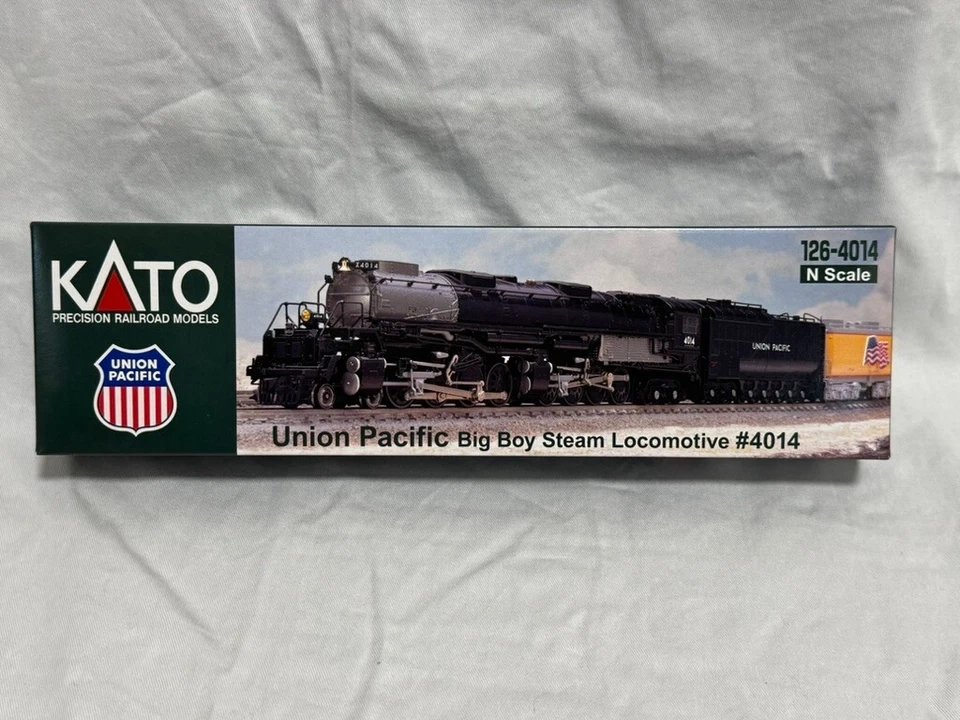 KATO
PRECISION RAILROAD MODELS
UNION
PACIFIC
126-4014
N Scale
4014
UNION PACIFIC
Union Pacific Big Boy Steam Locomotive #4014